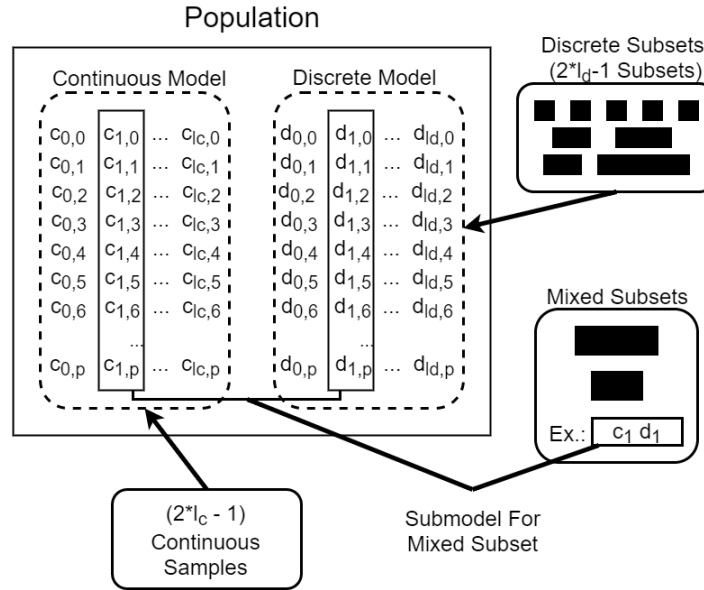 Population
Continuous Model
Discrete Model
c0,0 c1,0 ... clc,0
c0,1 c1,1 ... clc,1
c0,2 c1,2 ... clc,2
c0,3 c1,3 ... clc,3
c0,4 c1,4 ... clc,4
c0,5 c1,5 ... clc,5
c0,6 c1,6 ... clc,6
...
c0,p c1,p ... clc,p
d0,0 d1,0 ... dld,0
d0,1 d1,1 ... dld,1
d0,2 d1,2 ... dld,2
d0,3 d1,3 ... dld,3
d0,4 d1,4 ... dld,4
d0,5 d1,5 ... dld,5
d0,6 d1,6 ... dld,6
...
d0,p d1,p ... dld,p
Discrete Subsets
(2*ld-1 Subsets)
Mixed Subsets
Ex.: c1 d1
(2*lc - 1)
Continuous
Samples
Submodel For
Mixed Subset